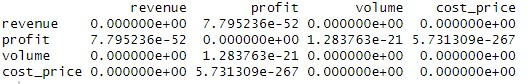 revenue profit volume cost_price
revenue 0.000000e+00 7.795236e-52 0.000000e+00 0.000000e+00
profit 7.795236e-52 0.000000e+00 1.283763e-21 5.731309e-267
volume 0.000000e+00 1.283763e-21 0.000000e+00 0.000000e+00
cost_price 0.000000e+00 5.731309e-267 0.000000e+00 0.000000e+00